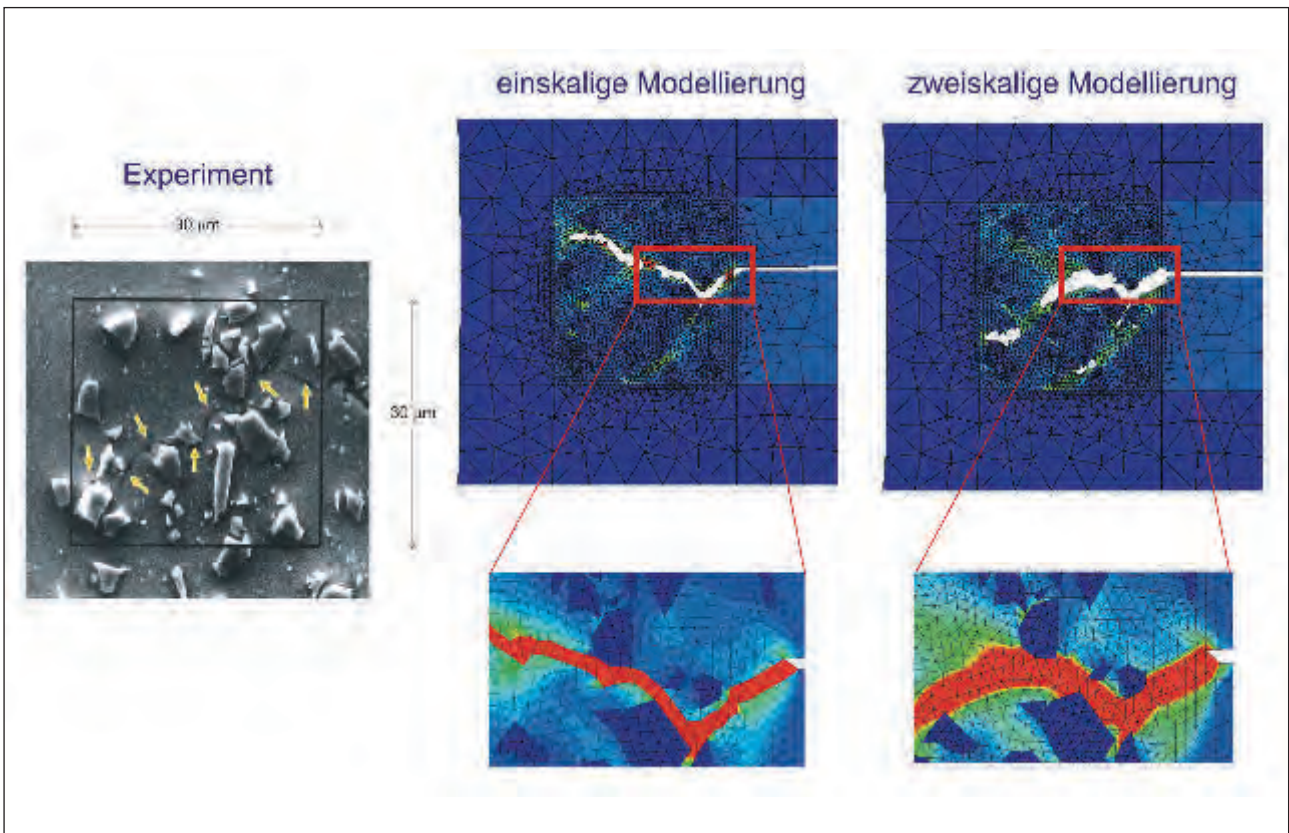 einskalige Modellierung
zweiskalige Modellierung
Experiment
30 µm
30 µm